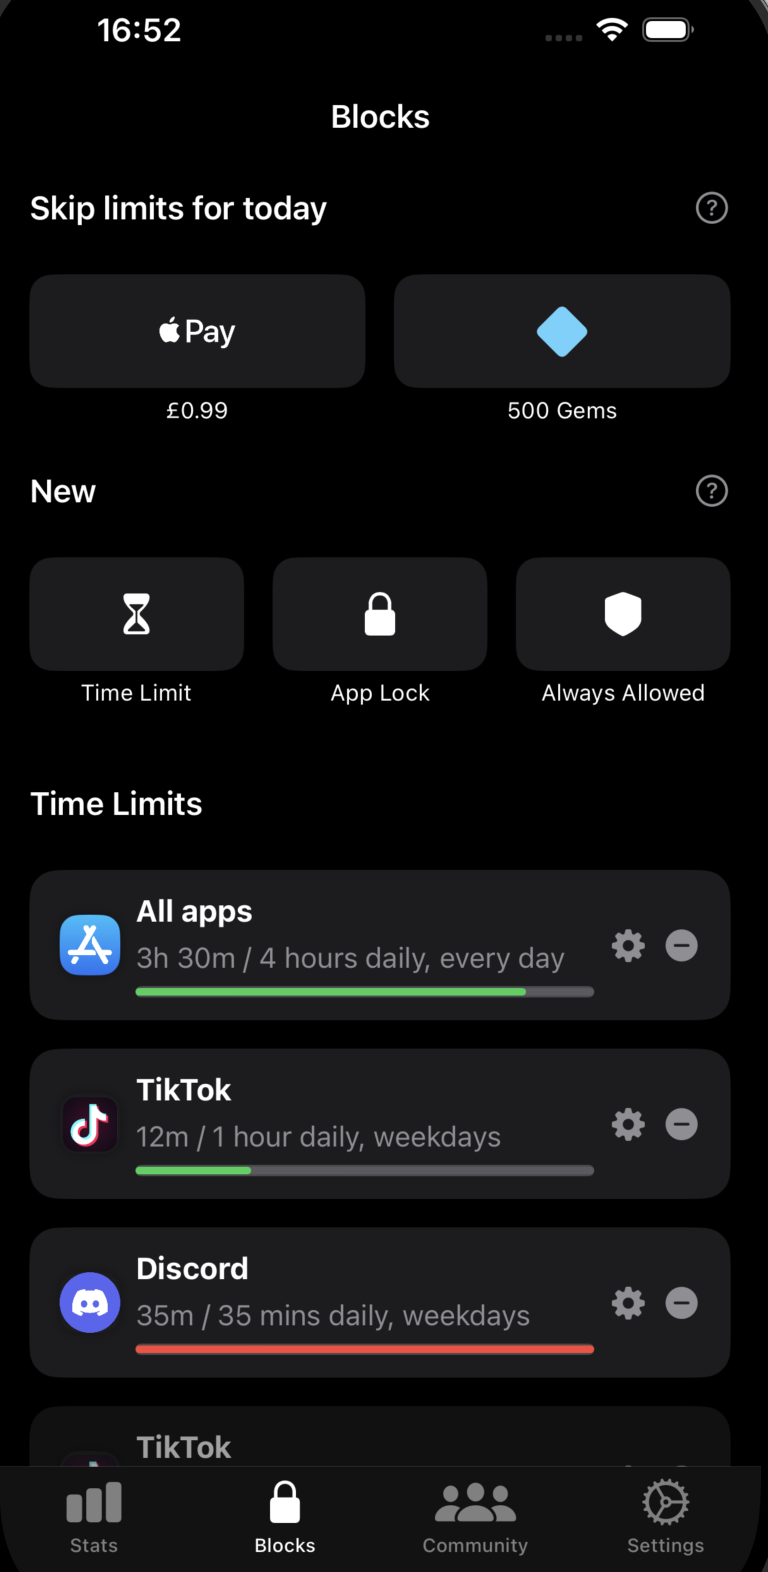 16:52
Blocks
Skip limits for today
?
Pay
£0.99
500 Gems
New
?
Time Limit
App Lock
Always Allowed
Time Limits
All apps
3h 30m / 4 hours daily, every day
TikTok
12m / 1 hour daily, weekdays
Discord
35m / 35 mins daily, weekdays
TikTok
Stats
Blocks
Community
Settings